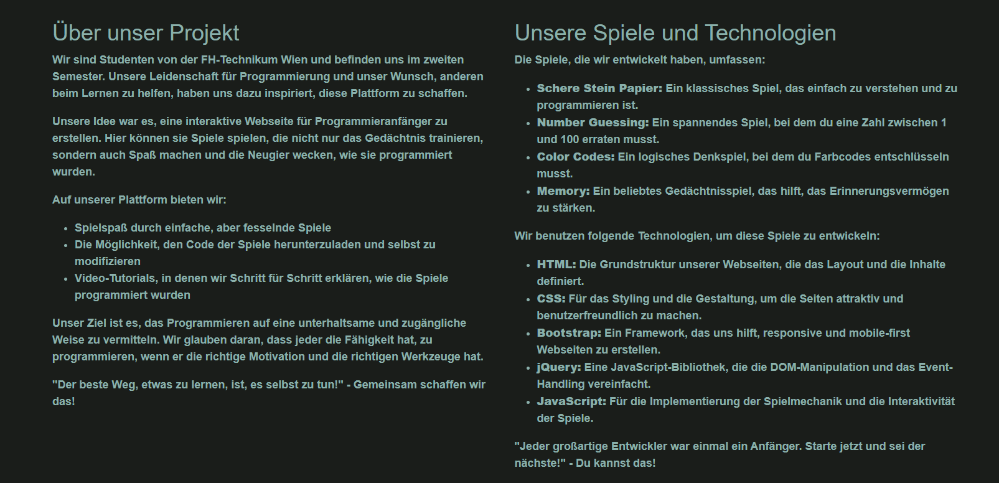 Über unser Projekt
Wir sind Studenten von der FH-Technikum Wien und befinden uns im zweiten
Semester. Unsere Leidenschaft für Programmierung und unser Wunsch, anderen
beim Lernen zu helfen, haben uns dazu inspiriert, diese Plattform zu schaffen.
Unsere Idee war es, eine interaktive Webseite für Programmieranfänger zu
erstellen. Hier können sie Spiele spielen, die nicht nur das Gedächtnis trainieren,
sondern auch Spaß machen und die Neugier wecken, wie sie programmiert
wurden.
Auf unserer Plattform bieten wir:
• Spielspaß durch einfache, aber fesselnde Spiele
• Die Möglichkeit, den Code der Spiele herunterzuladen und selbst zu
modifizieren
• Video-Tutorials, in denen wir Schritt für Schritt erklären, wie die Spiele
programmiert wurden
Unser Ziel ist es, das Programmieren auf eine unterhaltsame und zugängliche
Weise zu vermitteln. Wir glauben daran, dass jeder die Fähigkeit hat, zu
programmieren, wenn er die richtige Motivation und die richtigen Werkzeuge hat.
"Der beste Weg, etwas zu lernen, ist, es selbst zu tun!" - Gemeinsam schaffen wir
das!
Unsere Spiele und Technologien
Die Spiele, die wir entwickelt haben, umfassen:
• Schere Stein Papier: Ein klassisches Spiel, das einfach zu verstehen und zu
programmieren ist.
• Number Guessing: Ein spannendes Spiel, bei dem du eine Zahl zwischen 1
und 100 erraten musst.
• Color Codes: Ein logisches Denkspiel, bei dem du Farbcodes entschlüsseln
musst.
• Memory: Ein beliebtes Gedächtnisspiel, das hilft, das Erinnerungsvermögen
zu stärken.
Wir benutzen folgende Technologien, um diese Spiele zu entwickeln:
• HTML: Die Grundstruktur unserer Webseiten, die das Layout und die Inhalte
definiert.
• CSS: Für das Styling und die Gestaltung, um die Seiten attraktiv und
benutzerfreundlich zu machen.
• Bootstrap: Ein Framework, das uns hilft, responsive und mobile-first
Webseiten zu erstellen.
• jQuery: Eine JavaScript-Bibliothek, die die DOM-Manipulation und das Event-
Handling vereinfacht.
• JavaScript: Für die Implementierung der Spielmechanik und die Interaktivität
der Spiele.
"Jeder großartige Entwickler war einmal ein Anfänger. Starte jetzt und sei der
nächste!" - Du kannst das!